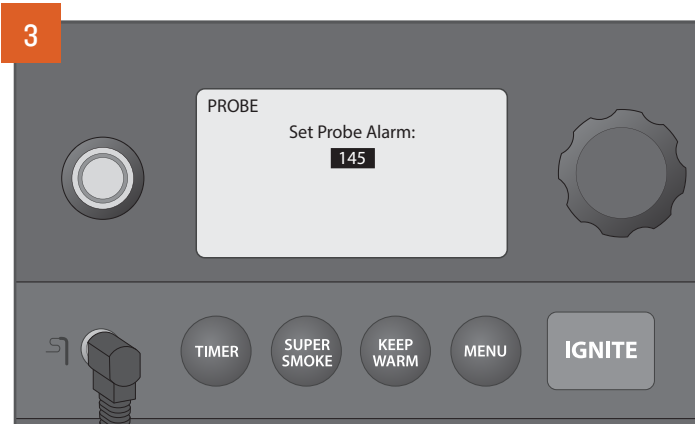 3
PROBE
Set Probe Alarm:
145
TIMER
SUPER
SMOKE
KEEP
WARM
MENU
IGNITE